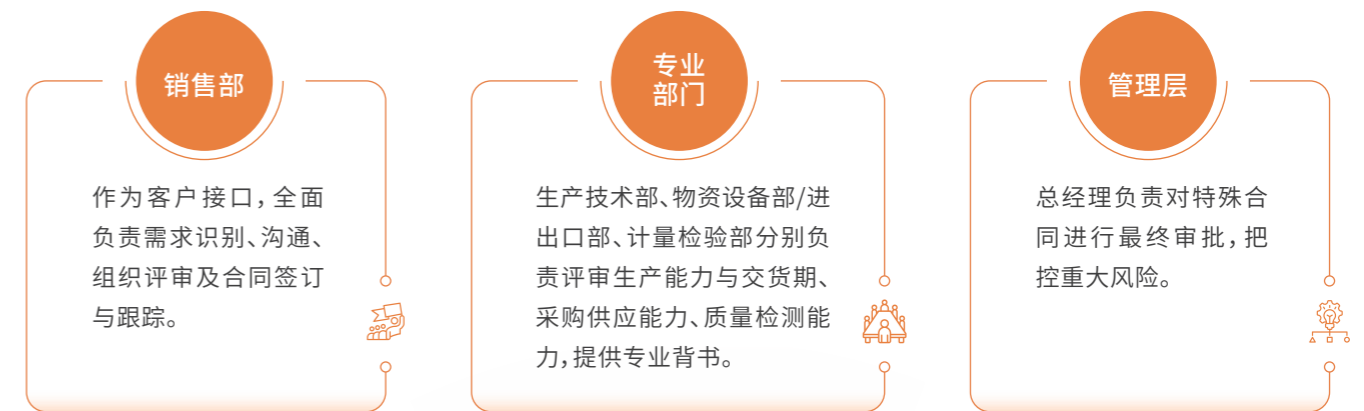 销售部
作为客户接口，全面
负责需求识别、沟通、
组织评审及合同签订
与跟踪。
专业
部门
生产技术部、物资设备部/进
出口部、计量检验部分别负
责评审生产能力与交货期、
采购供应能力、质量检测能
力，提供专业背书。
管理层
总经理负责对特殊合
同进行最终审批，把
控重大风险。